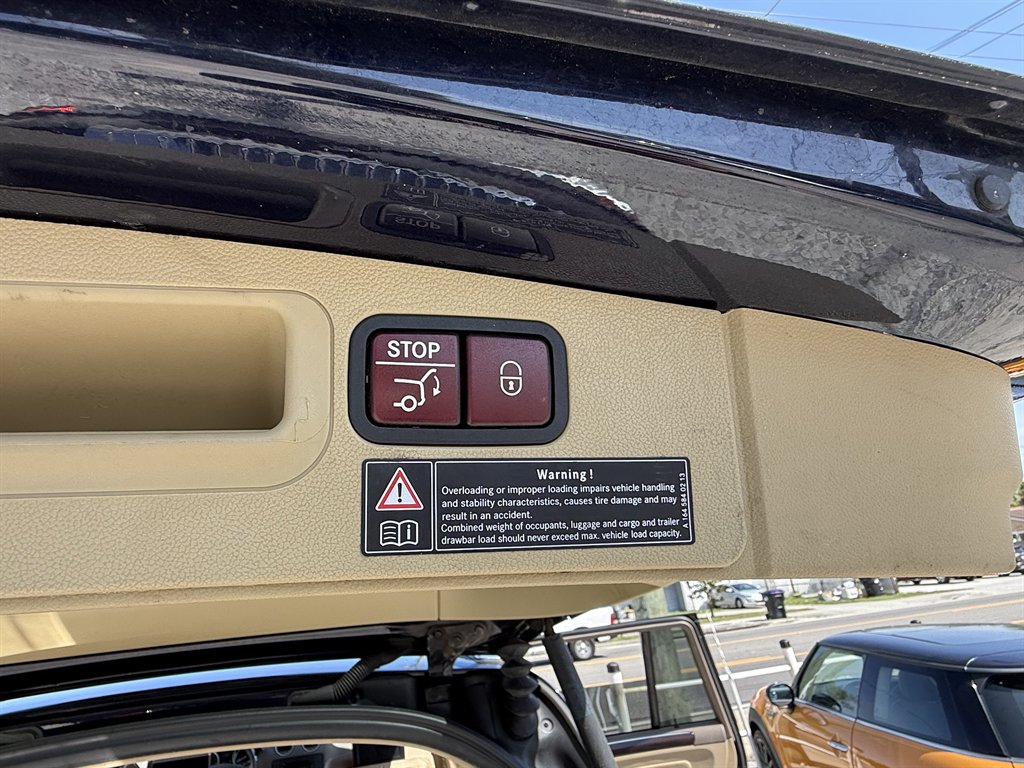 STOP
Warning!
Overloading or improper loading impairs vehicle handling
and stability characteristics, causes tire damage and may
result in an accident.
Combined weight of occupants, luggage and cargo and trailer
drawbar load should never exceed max. vehicle load capacity.
A 164 584 02 13